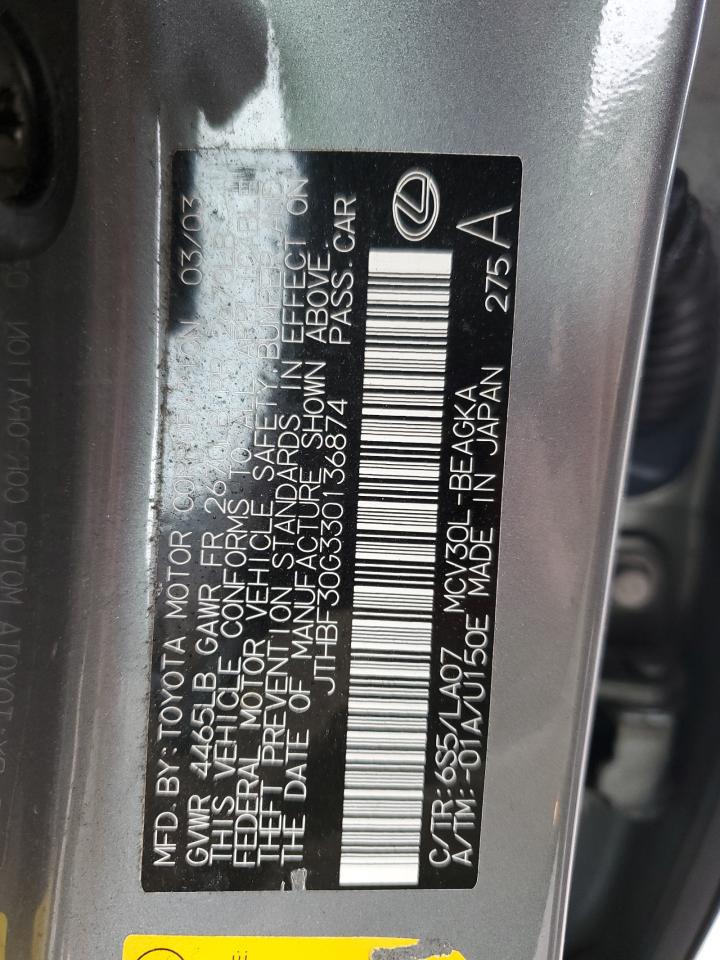 MFD. BY: TOYOTA MOTOR CORPORATION 03/03
GVWR 4465LB GAWR FR 2670LB RR
THIS VEHICLE CONFORMS TO ALL APPLICABLE
FEDERAL MOTOR VEHICLE SAFETY, BUMPER, AND
THEFT PREVENTION STANDARDS IN EFFECT ON
THE DATE OF MANUFACTURE SHOWN ABOVE.
JTHBF30G330136874 PASS. CAR
C/TR: 6S5/LA07 MCV30L-BEAGKA
A/TM: -01A/U150E MADE IN JAPAN 275 A